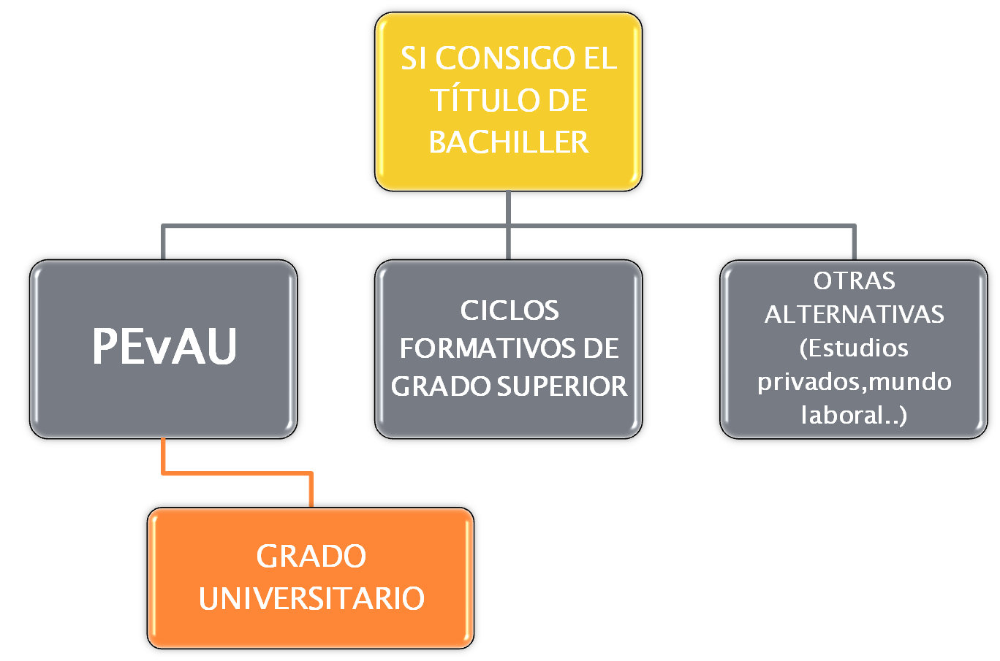 SI CONSIGO EL
TÍTULO DE
BACHILLER
PEvAU
CICLOS
FORMATIVOS DE
GRADO SUPERIOR
OTRAS
ALTERNATIVAS
(Estudios
privados,mundo
laboral..)
GRADO
UNIVERSITARIO